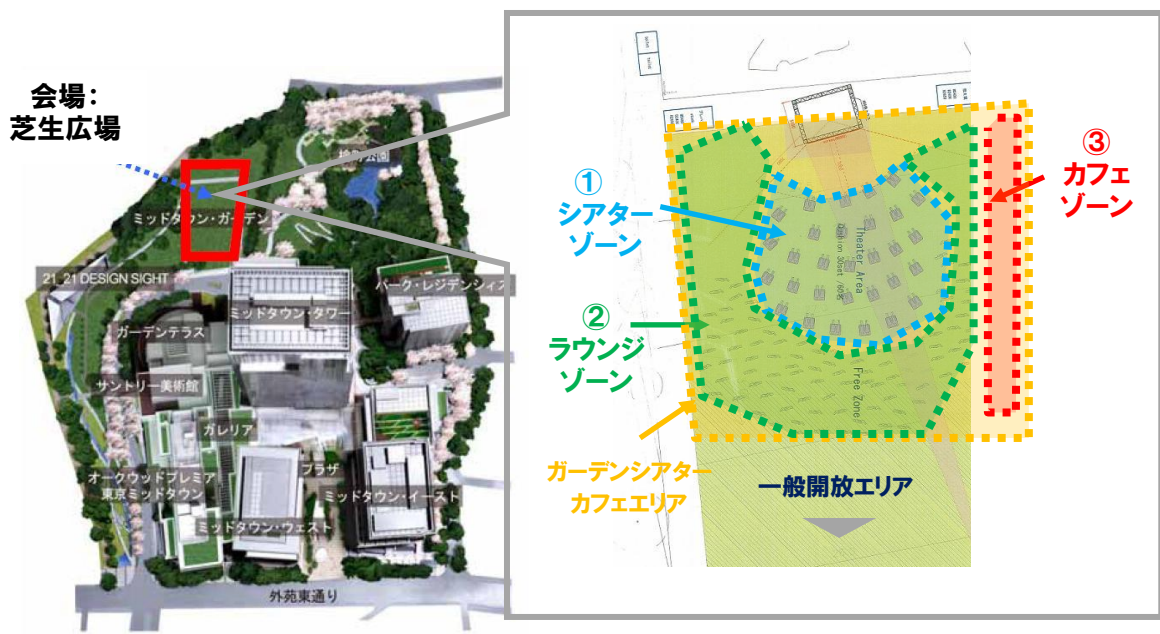 会場：
芝生広場
檜町公園
ミッドタウン・ガーデン
21_21 DESIGN SIGHT
パーク・レジデンシィズ
ガーデンテラス
ミッドタウン・タワー
サントリー美術館
ガレリア
オークウッドプレミア
東京ミッドタウン
プラザ
ミッドタウン・イースト
ミッドタウン・ウェスト
外苑東通り
①
シアター
ゾーン
②
ラウンジ
ゾーン
③
カフェ
ゾーン
Theater Area
Free Zone
ガーデンシアター
カフェエリア
一般開放エリア